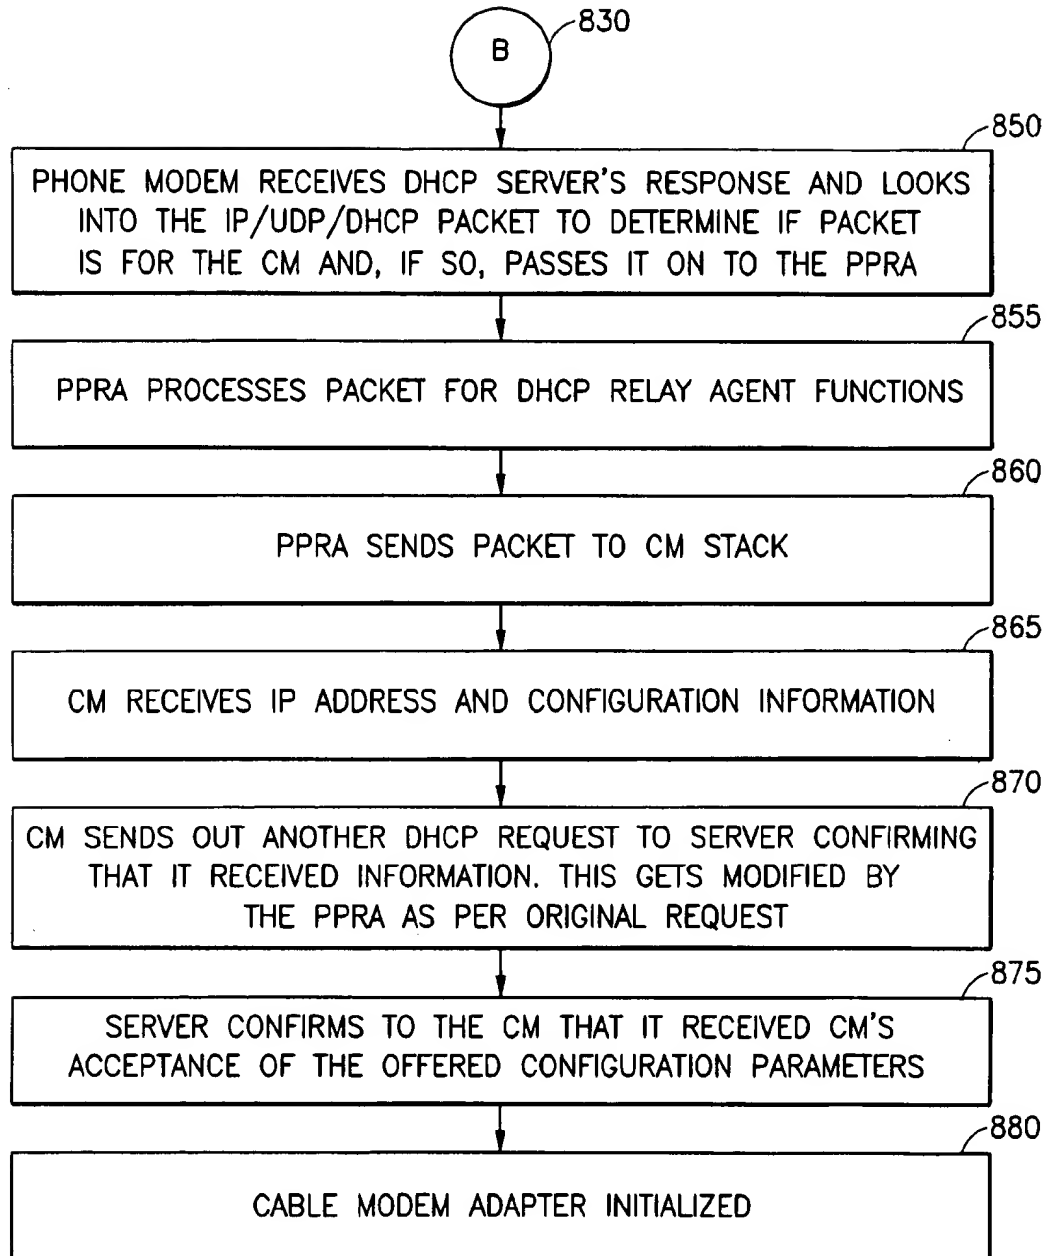 B
830
850
PHONE MODEM RECEIVES DHCP SERVER'S RESPONSE AND LOOKS
INTO THE IP/UDP/DHCP PACKET TO DETERMINE IF PACKET
IS FOR THE CM AND, IF SO, PASSES IT ON TO THE PPRA
855
PPRA PROCESSES PACKET FOR DHCP RELAY AGENT FUNCTIONS
860
PPRA SENDS PACKET TO CM STACK
865
CM RECEIVES IP ADDRESS AND CONFIGURATION INFORMATION
870
CM SENDS OUT ANOTHER DHCP REQUEST TO SERVER CONFIRMING
THAT IT RECEIVED INFORMATION. THIS GETS MODIFIED BY
THE PPRA AS PER ORIGINAL REQUEST
875
SERVER CONFIRMS TO THE CM THAT IT RECEIVED CM'S
ACCEPTANCE OF THE OFFERED CONFIGURATION PARAMETERS
880
CABLE MODEM ADAPTER INITIALIZED